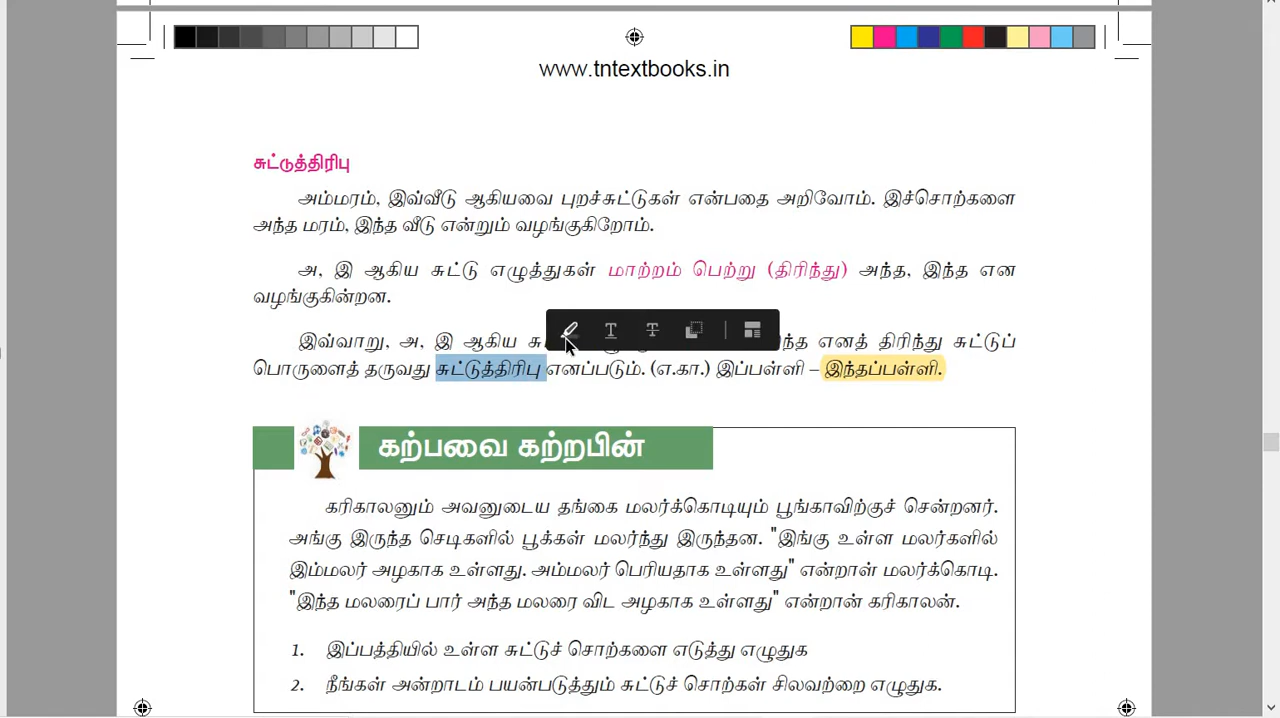 www.tntextbooks.in
சுட்டுத்திரிபு
அம்மரம், இவ்வீடு ஆகியவை புறச்சுட்டுகள் என்பதை அறிவோம். இச்சொற்களை
அந்த மரம், இந்த வீடு என்றும் வழங்குகிறோம்.
அ, இ ஆகிய சுட்டு எழுத்துகள் மாற்றம் பெற்று (திரிந்து) அந்த, இந்த என
வழங்குகின்றன.
இவ்வாறு, அ, இ ஆகிய எனத் திரிந்து சுட்டுப்
பொருளைத் தருவது சுட்டுத்திரிபு எனப்படும். (எ.கா.) இப்பள்ளி – இந்தப்பள்ளி.
கற்பவை கற்றபின்
கரிகாலனும் அவனுடைய தங்கை மலர்க்கொடியும் பூங்காவிற்குச் சென்றனர்.
அங்கு இருந்த செடிகளில் பூக்கள் மலர்ந்து இருந்தன. "இங்கு உள்ள மலர்களில்
இம்மலர் அழகாக உள்ளது. அம்மலர் பெரியதாக உள்ளது" என்றாள் மலர்க்கொடி.
"இந்த மலரைப் பார் அந்த மலரை விட அழகாக உள்ளது" என்றான் கரிகாலன்.
1. இப்பத்தியில் உள்ள சுட்டுச் சொற்களை எடுத்து எழுதுக
2. நீங்கள் அன்றாடம் பயன்படுத்தும் சுட்டுச் சொற்கள் சிலவற்றை எழுதுக.